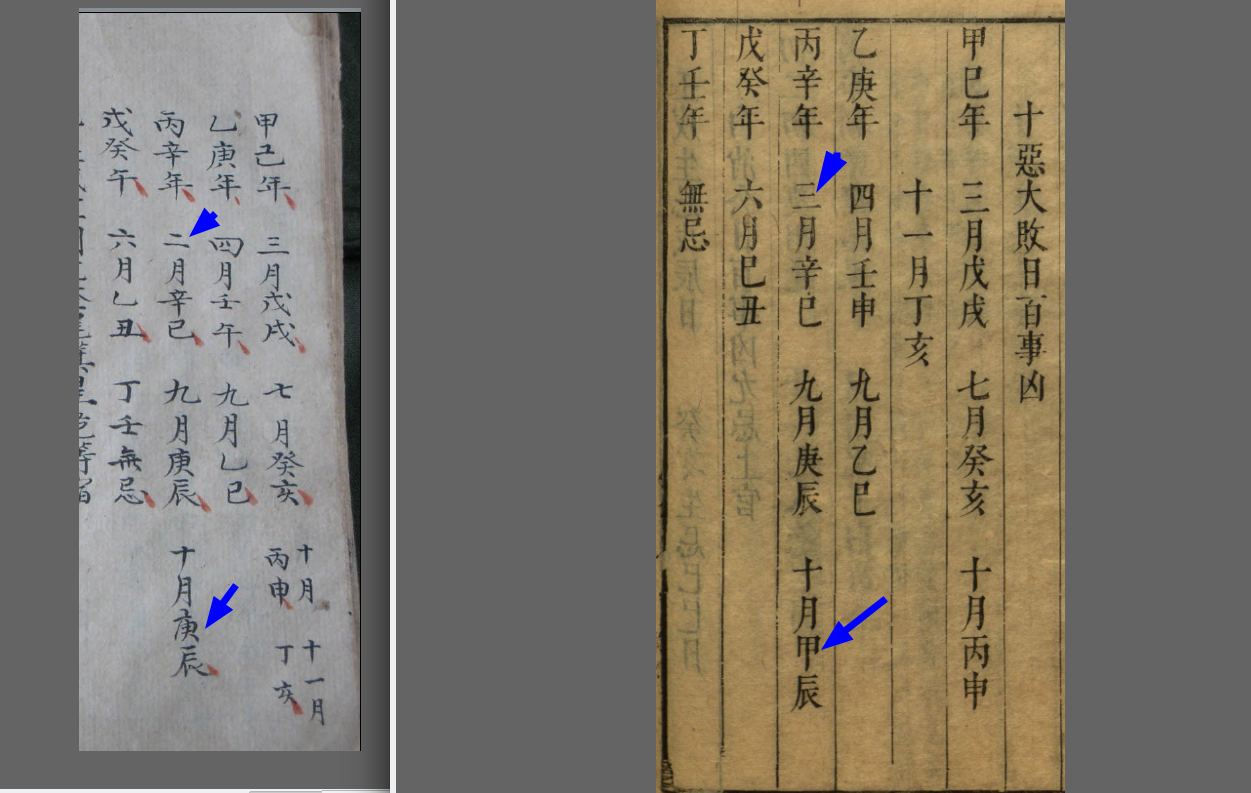 甲己年 三月戊戌 七月癸亥 十月丙申 十一月丁亥
乙庚年 四月壬午 九月乙巳
丙辛年 二月辛巳 九月庚辰 十月庚辰
戊癸午 六月乙丑 丁壬無忌
十惡大敗日百事凶
甲巳年 三月戊戌 七月癸亥 十月丙申
十一月丁亥
乙庚年 四月壬申 九月乙巳
丙辛年 三月辛巳 九月庚辰 十月甲辰
戊癸年 六月巳丑
丁壬年 無忌